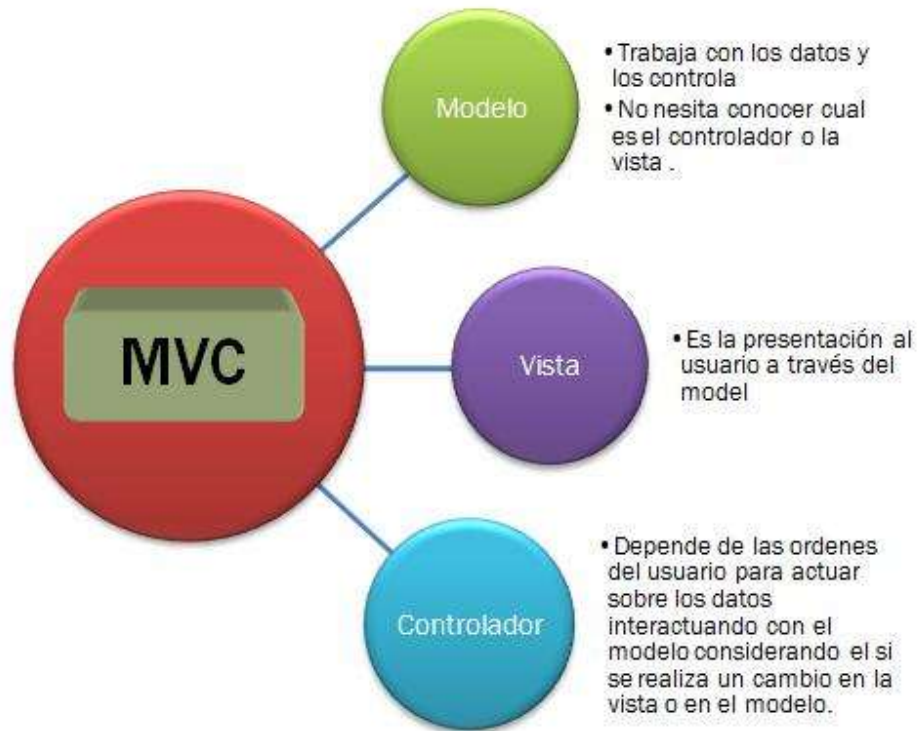 MVC
Modelo
• Trabaja con los datos y
los controla
• No nesita conocer cual
es el controlador o la
vista .
Vista
• Es la presentación al
usuario a través del
model
Controlador
• Depende de las ordenes
del usuario para actuar
sobre los datos
interactuando con el
modelo considerando el si
se realiza un cambio en la
vista o en el modelo.